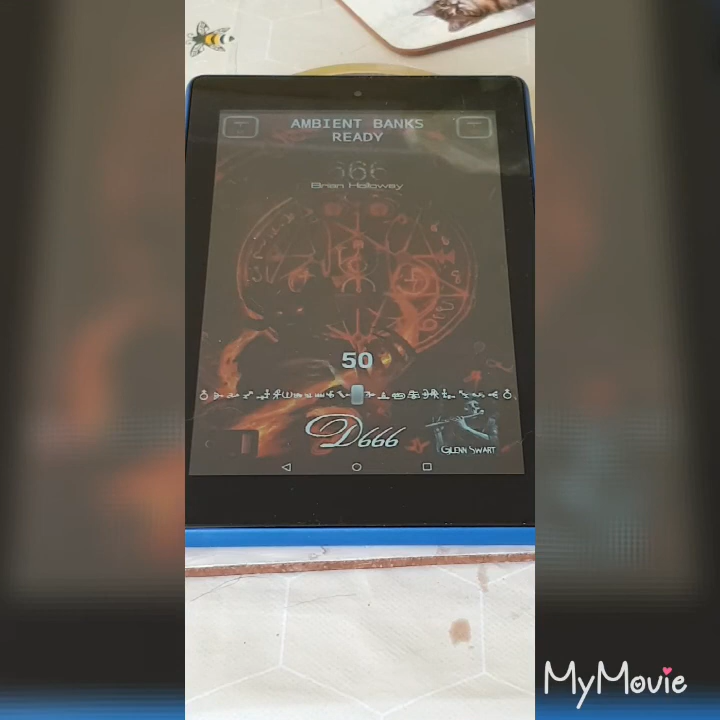 AMBIENT BANKS
READY
666
Brian Holloway
50
D666
GLENN SWART
MyMovie